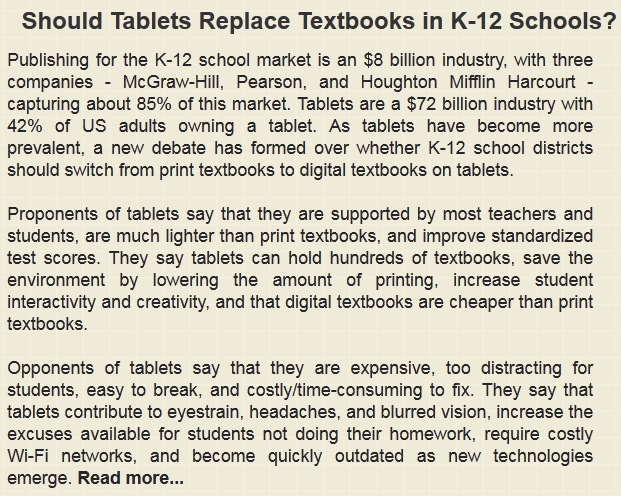 Should Tablets Replace Textbooks in K-12 Schools?
Publishing for the K-12 school market is an $8 billion industry, with three
companies - McGraw-Hill, Pearson, and Houghton Mifflin Harcourt -
capturing about 85% of this market. Tablets are a $72 billion industry with
42% of US adults owning a tablet. As tablets have become more
prevalent, a new debate has formed over whether K-12 school districts
should switch from print textbooks to digital textbooks on tablets.
Proponents of tablets say that they are supported by most teachers and
students, are much lighter than print textbooks, and improve standardized
test scores. They say tablets can hold hundreds of textbooks, save the
environment by lowering the amount of printing, increase student
interactivity and creativity, and that digital textbooks are cheaper than print
textbooks.
Opponents of tablets say that they are expensive, too distracting for
students, easy to break, and costly/time-consuming to fix. They say that
tablets contribute to eyestrain, headaches, and blurred vision, increase the
excuses available for students not doing their homework, require costly
Wi-Fi networks, and become quickly outdated as new technologies
emerge. Read more...